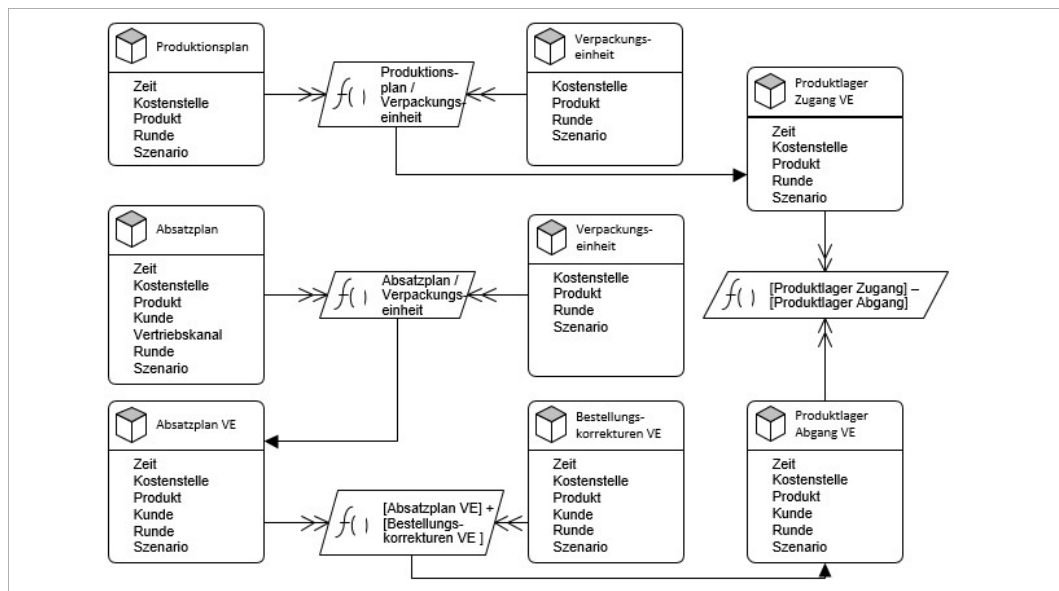 Produktionsplan
Zeit
Kostenstelle
Produkt
Runde
Szenario
f( )
Produktions-
plan /
Verpackungs-
einheit
Verpackungs-
einheit
Kostenstelle
Produkt
Runde
Szenario
Produktlager
Zugang VE
Zeit
Kostenstelle
Produkt
Runde
Szenario
Absatzplan
Zeit
Kostenstelle
Produkt
Kunde
Vertriebskanal
Runde
Szenario
f( )
Absatzplan /
Verpackungs-
einheit
Verpackungs-
einheit
Kostenstelle
Produkt
Runde
Szenario
f( )
[Produktlager Zugang] –
[Produktlager Abgang]
Absatzplan VE
Zeit
Kostenstelle
Produkt
Kunde
Runde
Szenario
f( )
[Absatzplan VE] +
[Bestellungs-
korrekturen VE ]
Bestellungs-
korrekturen VE
Zeit
Kostenstelle
Produkt
Kunde
Runde
Szenario
Produktlager
Abgang VE
Zeit
Kostenstelle
Produkt
Kunde
Runde
Szenario